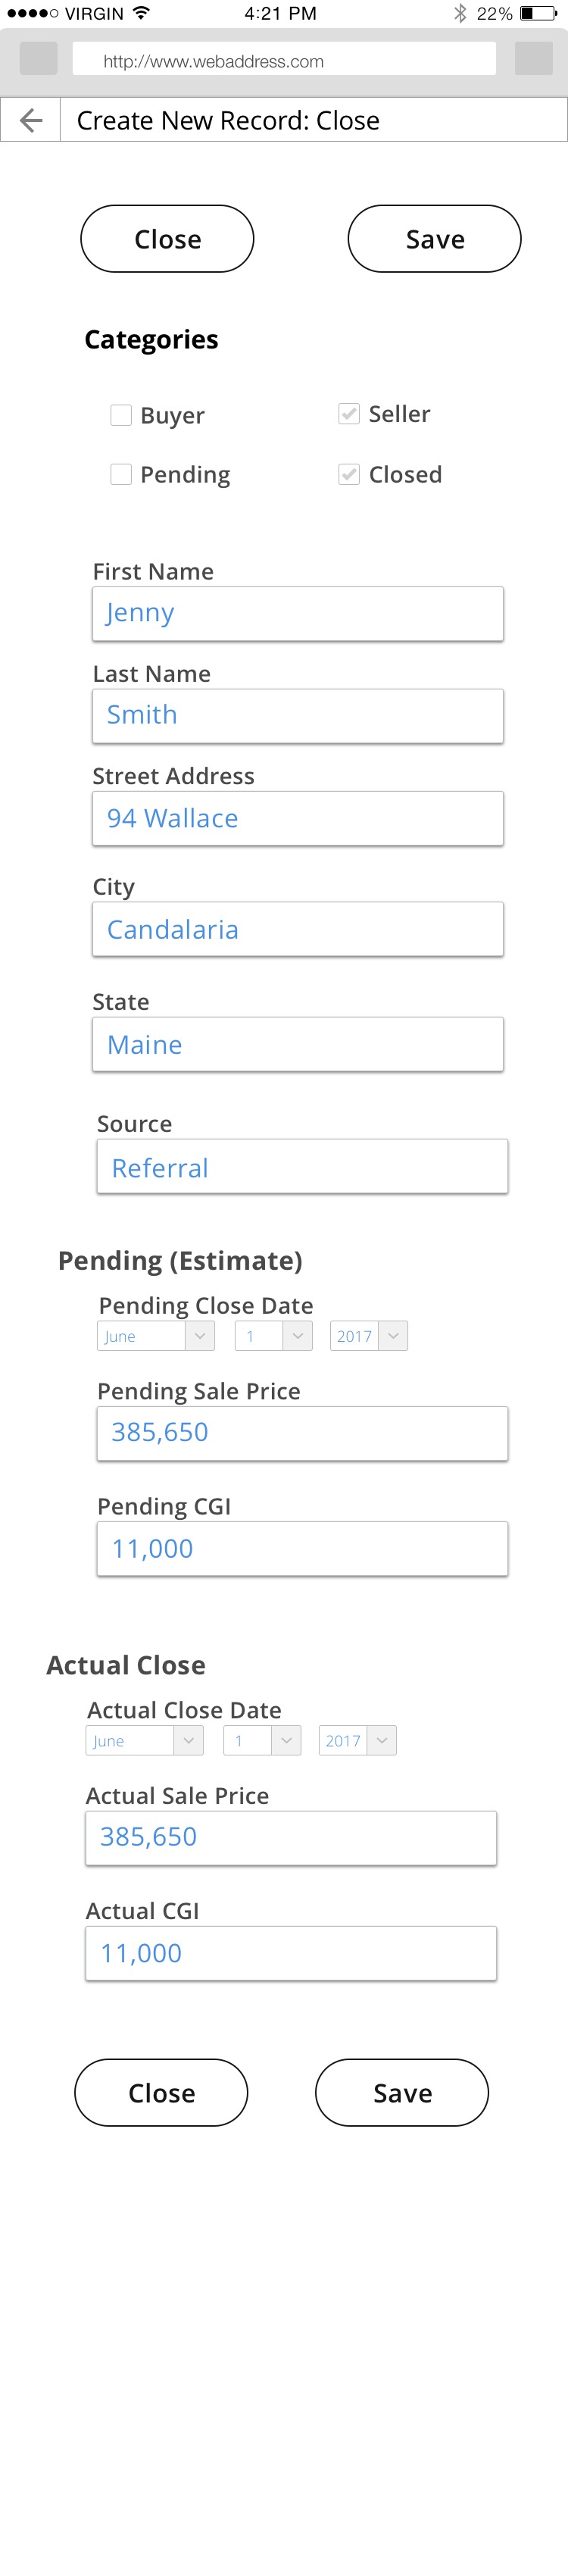 VIRGIN 4:21 PM 22%
http://www.webaddress.com
Create New Record: Close
Close Save
Categories
Buyer Seller
Pending Closed
First Name
Jenny
Last Name
Smith
Street Address
94 Wallace
City
Candalaria
State
Maine
Source
Referral
Pending (Estimate)
Pending Close Date
June 1 2017
Pending Sale Price
385,650
Pending CGI
11,000
Actual Close
Actual Close Date
June 1 2017
Actual Sale Price
385,650
Actual CGI
11,000
Close Save